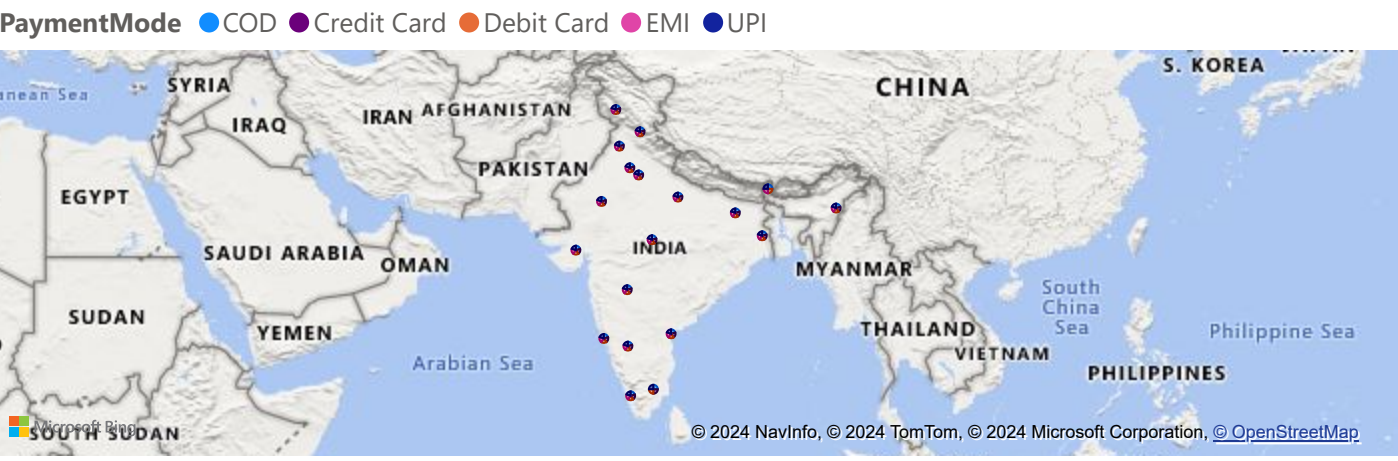 PaymentMode COD Credit Card Debit Card EMI UPI
S. KOREA
SYRIA
CHINA
anean Sea
IRAN AFGHANISTAN
IRAQ
PAKISTAN
EGYPT
INDIA
SAUDI ARABIA
OMAN
MYANMAR
South
China
Sea
SUDAN
YEMEN
THAILAND
Philippine Sea
VIETNAM
Arabian Sea
PHILIPPINES
Microsoft Bing
SOUTH SUDAN
© 2024 NavInfo, © 2024 TomTom, © 2024 Microsoft Corporation, © OpenStreetMap